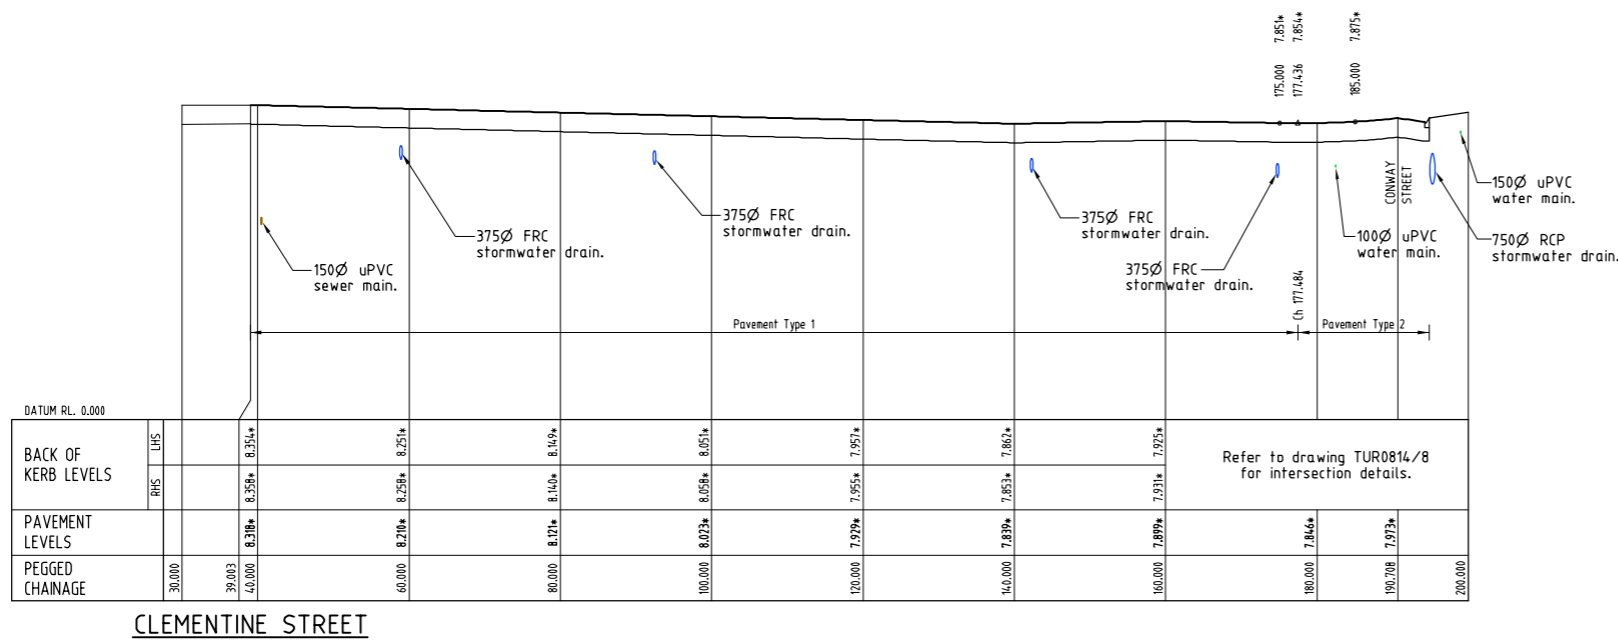 7.851*
7.854*
7.875*
175.000
177.436
185.000
CONWAY
STREET
150Ø uPVC
water main.
375Ø FRC
stormwater drain.
375Ø FRC
stormwater drain.
375Ø FRC
stormwater drain.
100Ø uPVC
water main.
750Ø RCP
stormwater drain.
150Ø uPVC
sewer main.
375Ø FRC
stormwater drain.
Ch 177.484
Pavement Type 1
Pavement Type 2
DATUM RL. 0.000
BACK OF
KERB LEVELS
LHS
8.354* 8.251* 8.149* 8.051* 7.957* 7.862* 7.925*
RHS
8.358* 8.258* 8.140* 8.058* 7.955* 7.853* 7.931*
Refer to drawing TUR0814/8
for intersection details.
PAVEMENT
LEVELS
8.318* 8.210* 8.121* 8.023* 7.929* 7.839* 7.899* 7.846* 7.973*
PEGGED
CHAINAGE
30.000 39.003 40.000 60.000 80.000 100.000 120.000 140.000 160.000 180.000 190.708 200.000
CLEMENTINE STREET